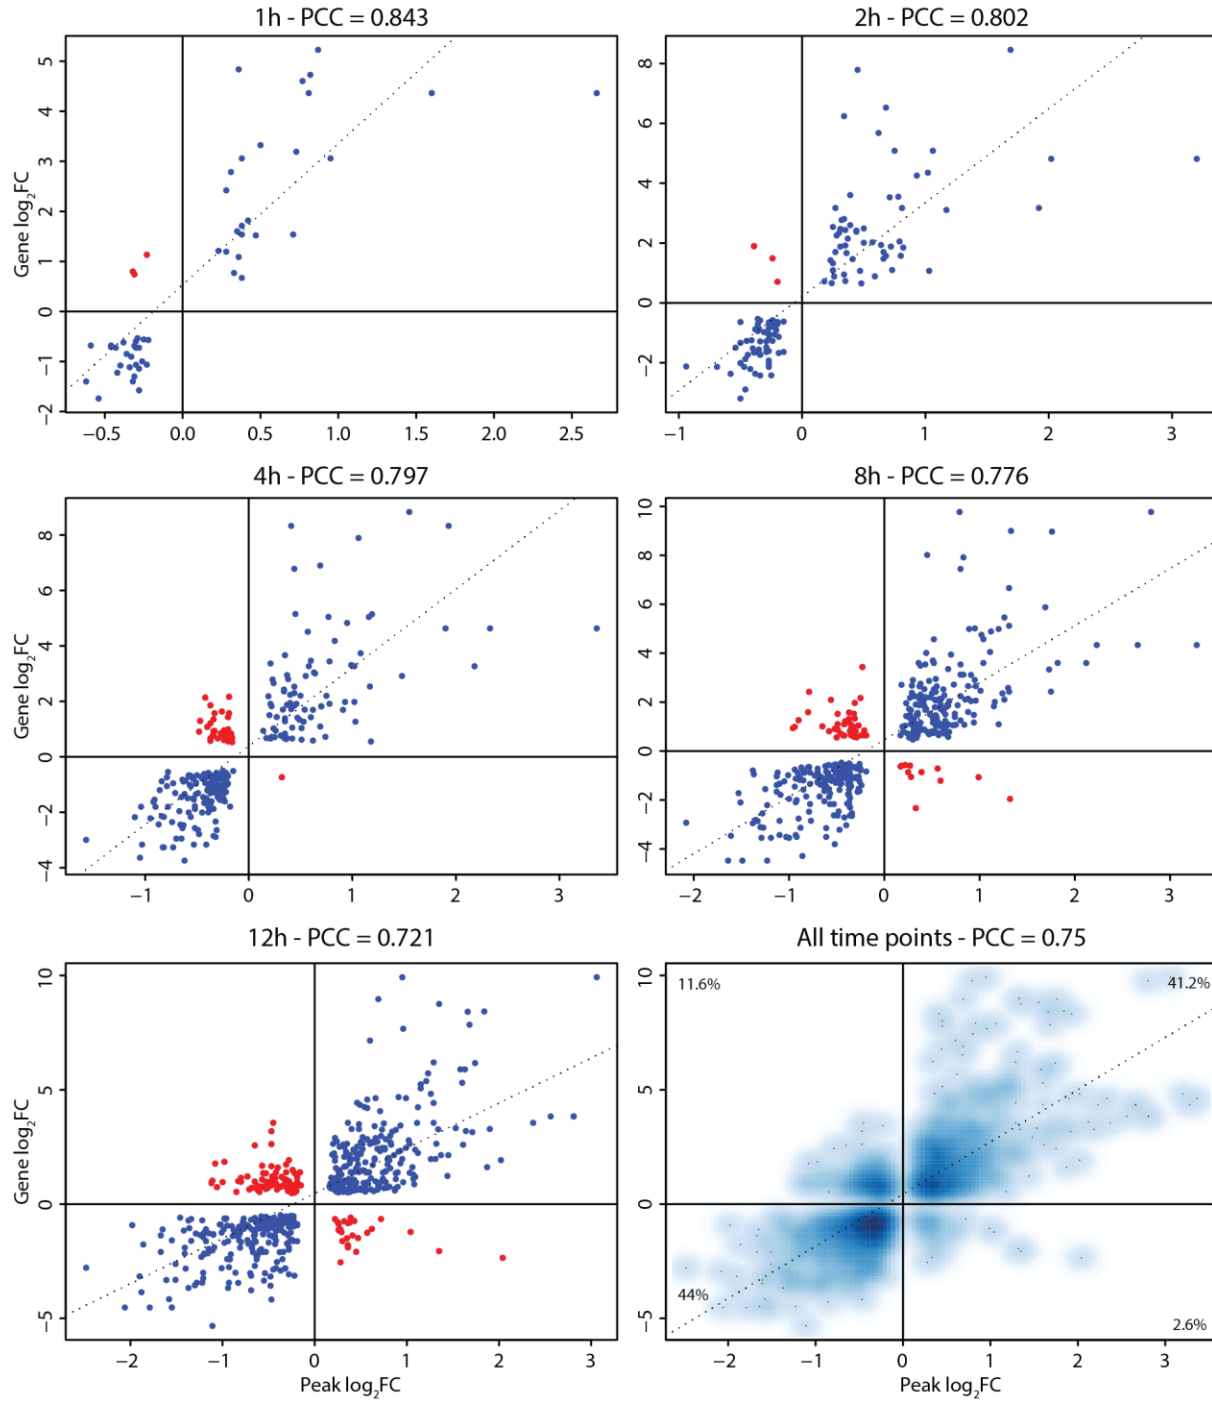 1h - PCC = 0.843
2h - PCC = 0.802
Gene log₂FC
5
4
3
2
1
0
−1
−2
8
6
4
2
0
−2
−0.5 0.0 0.5 1.0 1.5 2.0 2.5
−1 0 1 2 3
4h - PCC = 0.797
8h - PCC = 0.776
Gene log₂FC
8
6
4
2
0
−2
−4
10
8
6
4
2
0
−2
−4
−1 0 1 2 3
−2 −1 0 1 2 3
12h - PCC = 0.721
All time points - PCC = 0.75
Gene log₂FC
10
5
0
−5
10
5
0
−5
11.6%
41.2%
44%
2.6%
−2 −1 0 1 2 3
−2 −1 0 1 2 3
Peak log₂FC
Peak log₂FC